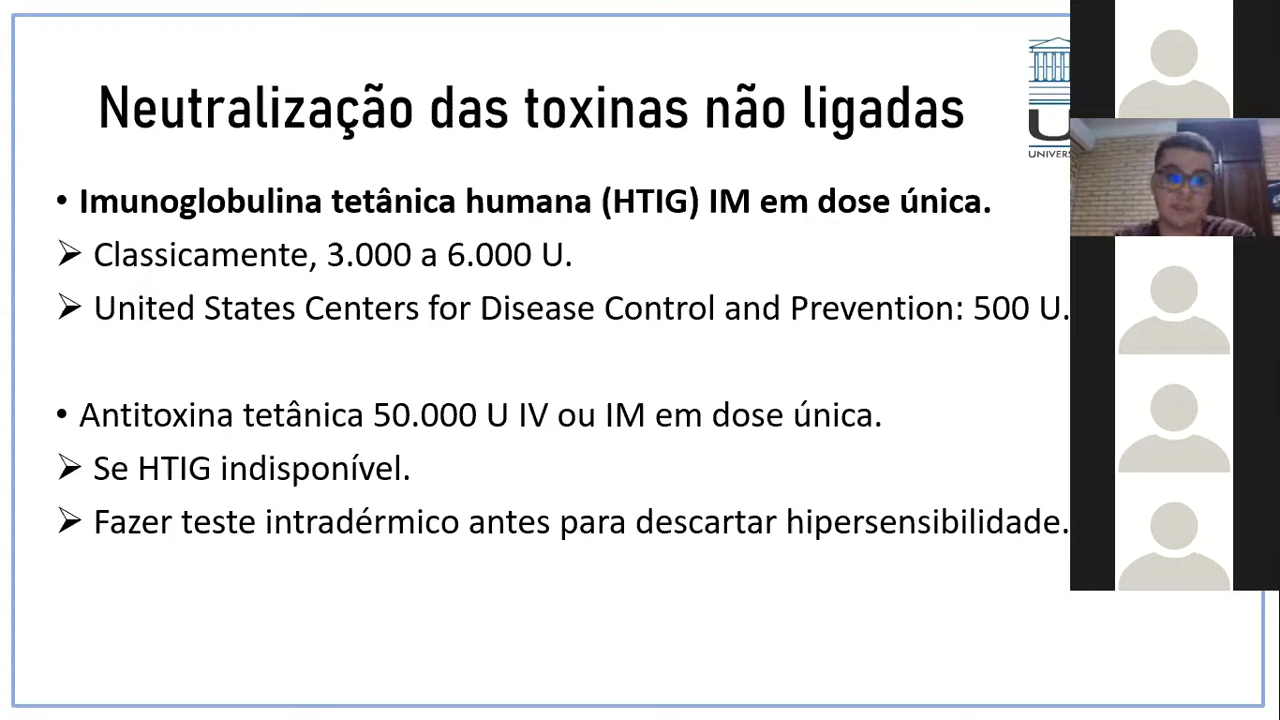 Neutralização das toxinas não ligadas
• Imunoglobulina tetânica humana (HTIG) IM em dose única.
➢ Classicamente, 3.000 a 6.000 U.
➢ United States Centers for Disease Control and Prevention: 500 U.
• Antitoxina tetânica 50.000 U IV ou IM em dose única.
➢ Se HTIG indisponível.
➢ Fazer teste intradérmico antes para descartar hipersensibilidade.